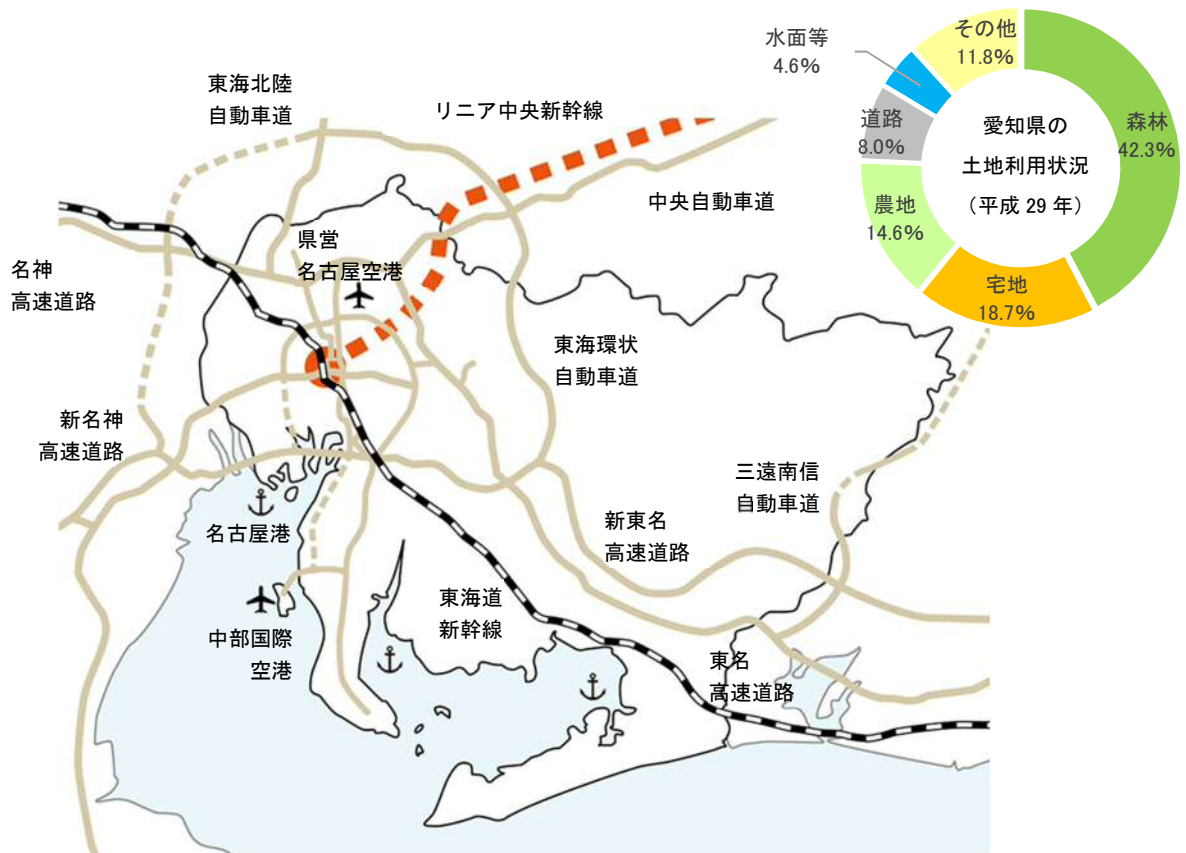 東海北陸
自動車道
リニア中央新幹線
中央自動車道
県営
名古屋空港
名神
高速道路
東海環状
自動車道
新名神
高速道路
三遠南信
自動車道
名古屋港
新東名
高速道路
東海道
新幹線
中部国際
空港
東名
高速道路
愛知県の
土地利用状況
（平成 29 年）
森林
42.3%
宅地
18.7%
農地
14.6%
道路
8.0%
水面等
4.6%
その他
11.8%